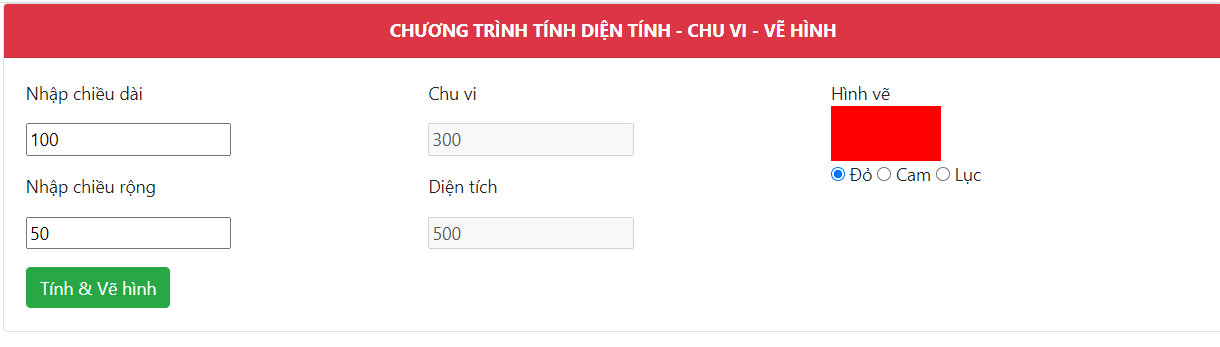 CHƯƠNG TRÌNH TÍNH DIỆN TÍNH - CHU VI - VẼ HÌNH
Nhập chiều dài
100
Nhập chiều rộng
50
Tính & Vẽ hình
Chu vi
300
Diện tích
500
Hình vẽ
Đỏ Cam Lục